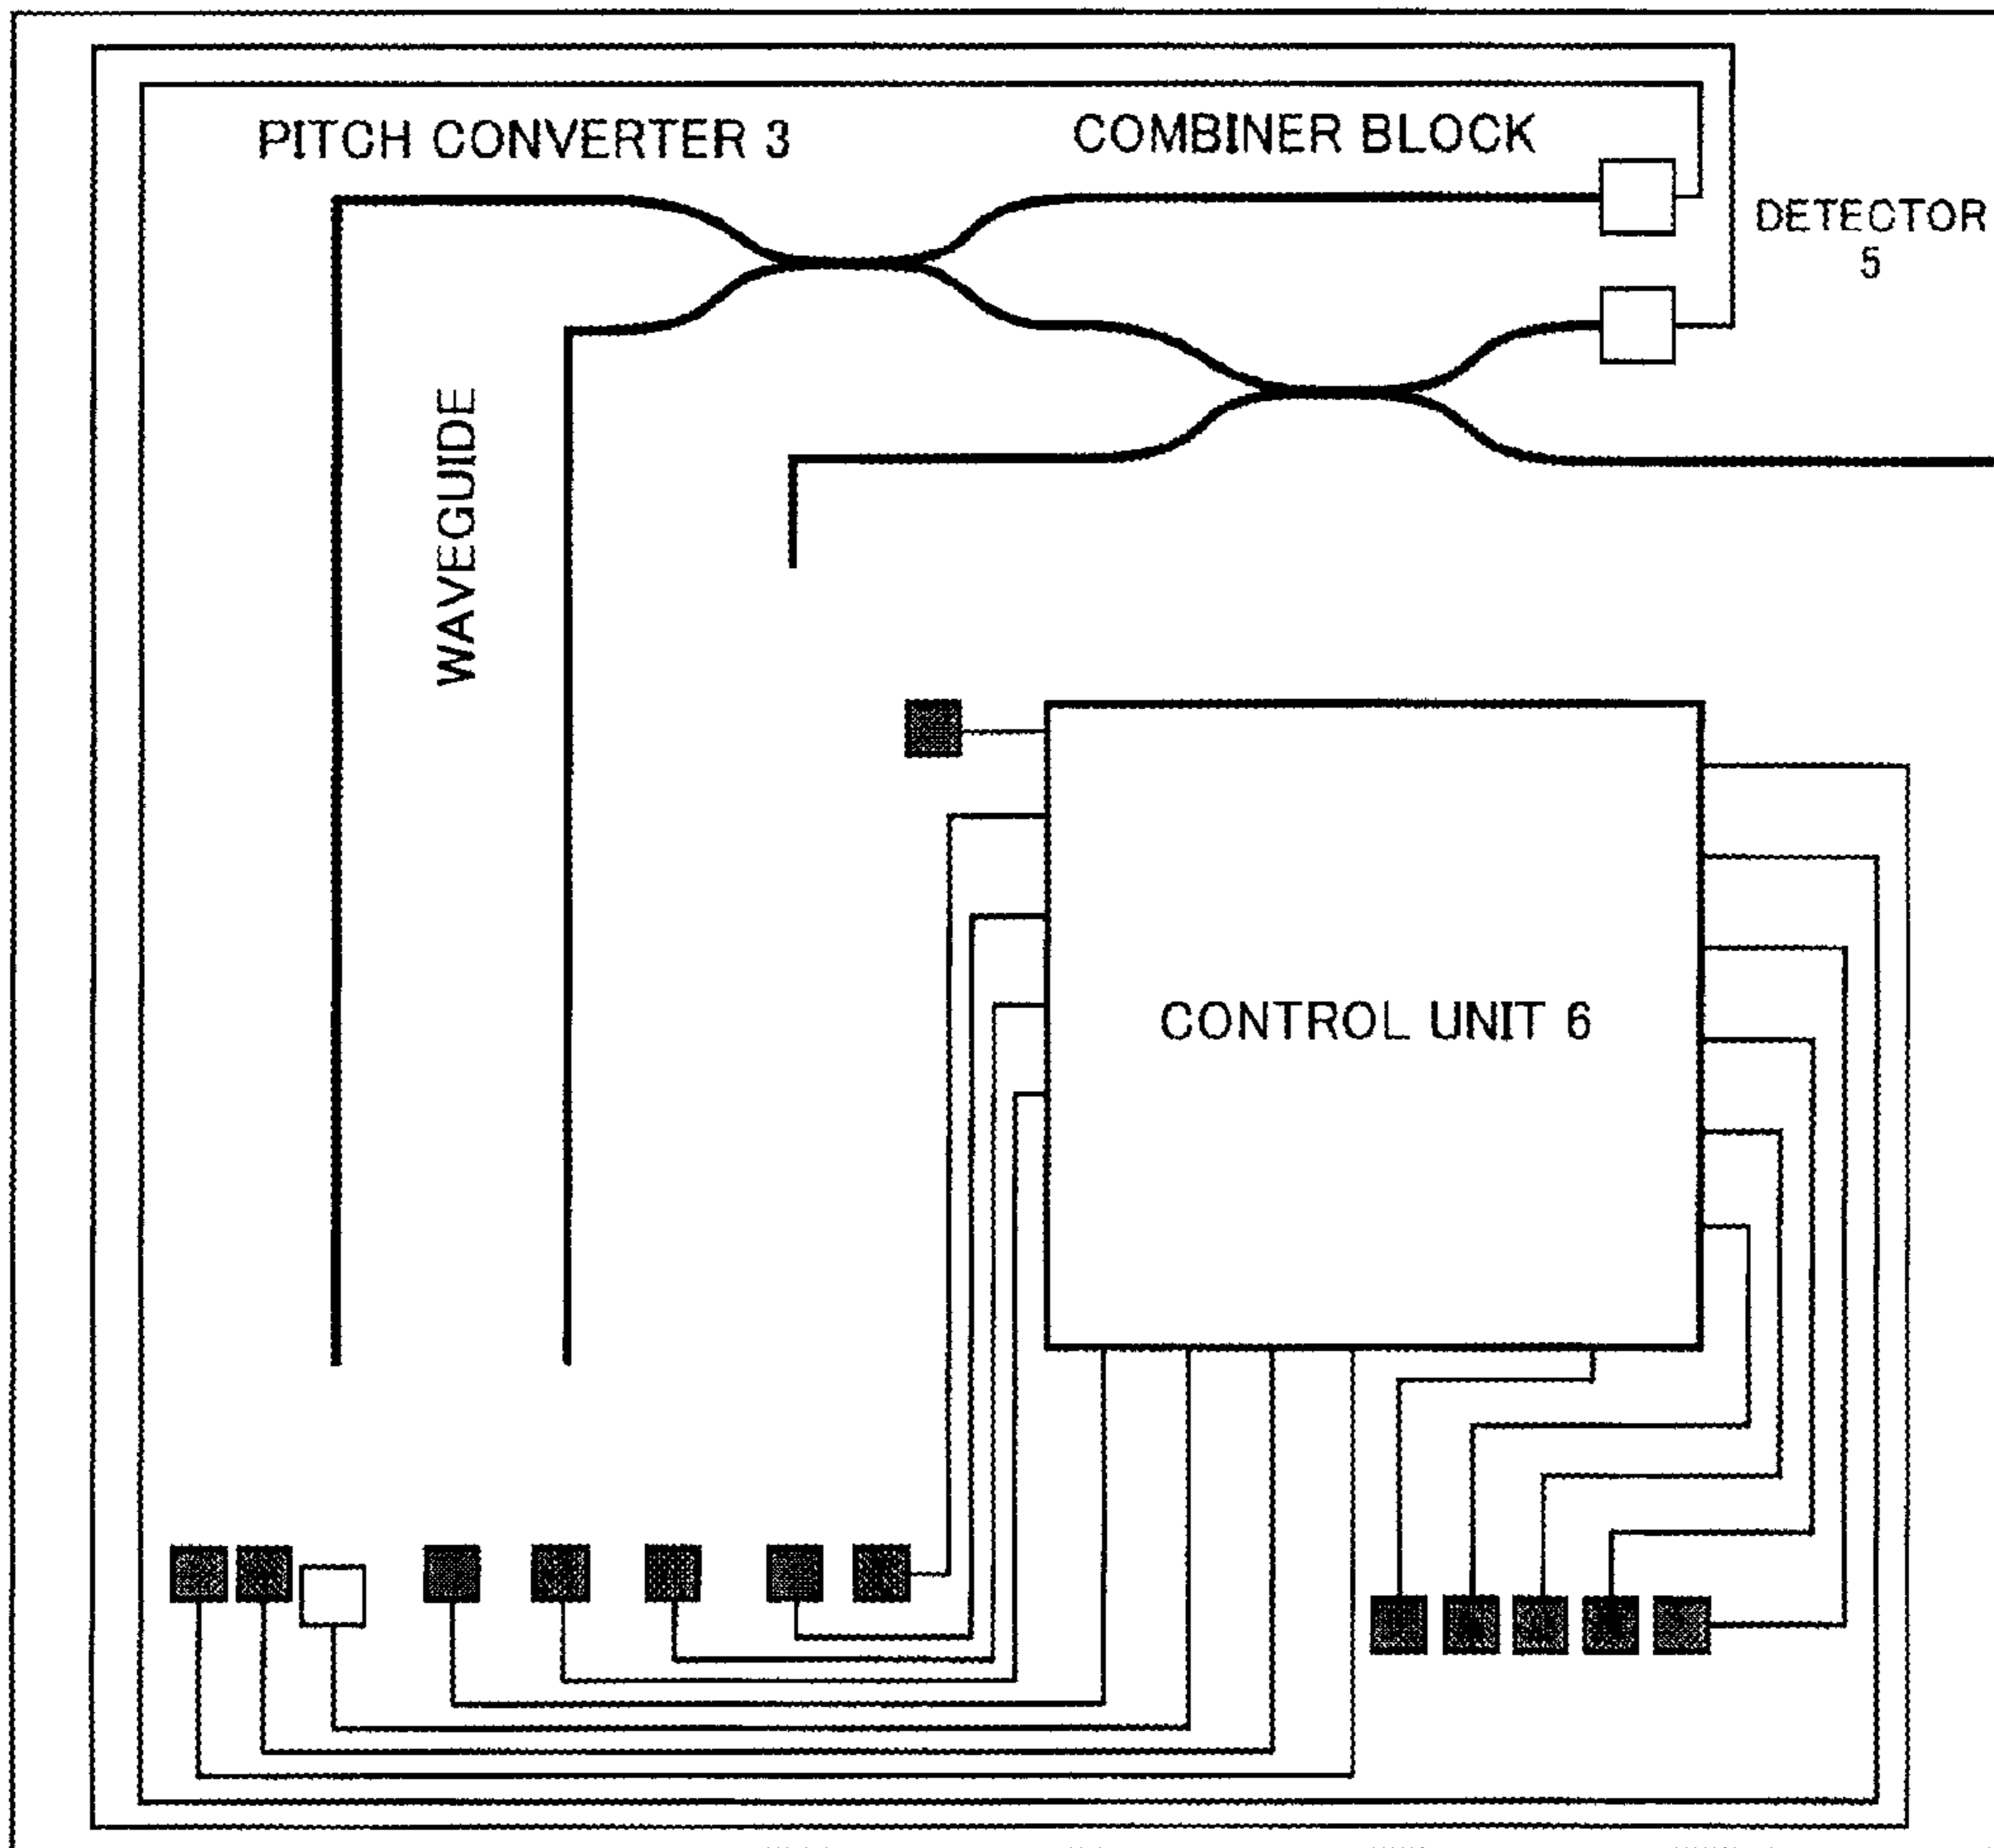 PITCH CONVERTER 3
COMBINER BLOCK
DETECTOR
5
WAVEGUIDE
CONTROL UNIT 6